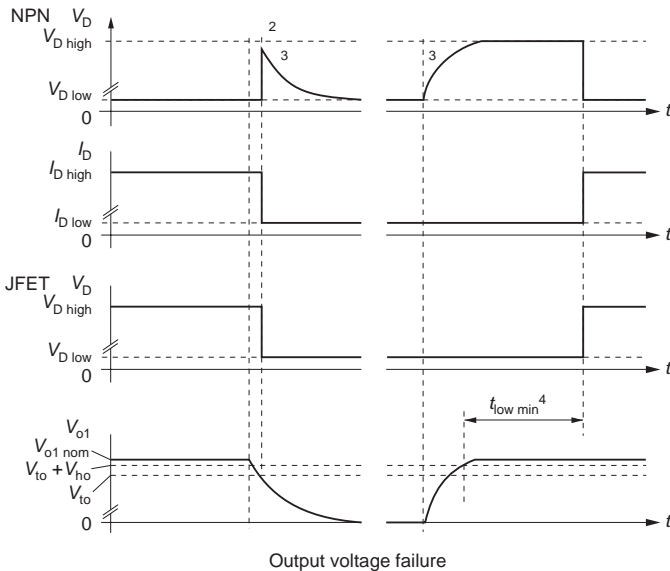 NPN V_D
2
V_D high
3
3
V_D low
0
t
I_D
I_D high
I_D low
0
t
JFET V_D
V_D high
V_D low
0
t
t_low min 4
V_o1
V_o1 nom
V_to + V_ho
V_to
0
t
Output voltage failure